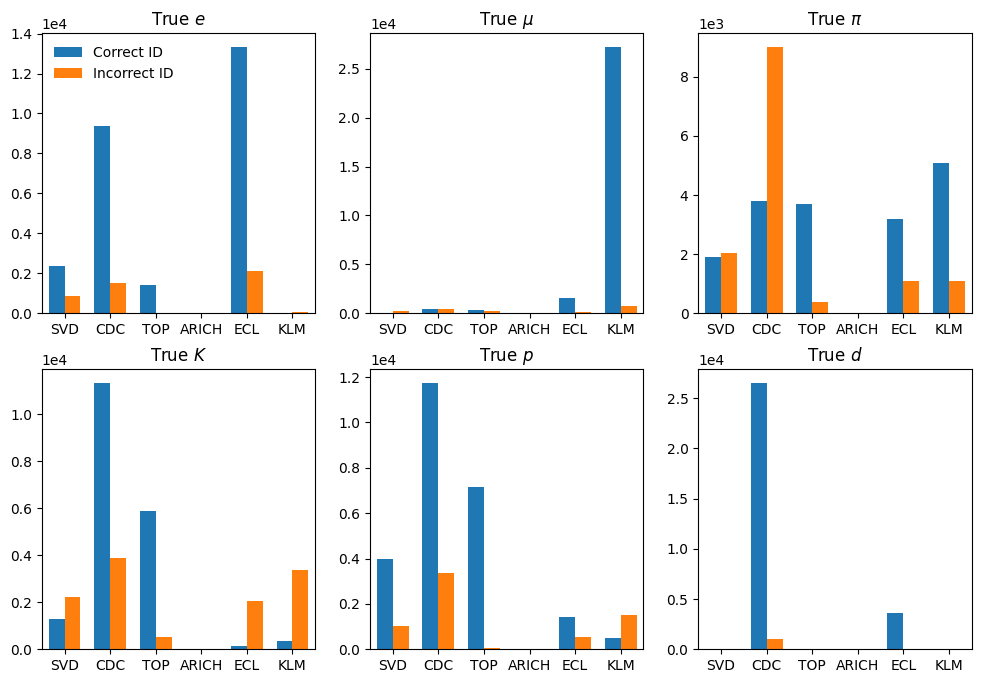 True e
1e4
1.4
1.2
1.0
0.8
0.6
0.4
0.2
0.0
Correct ID
Incorrect ID
SVD CDC TOP ARICH ECL KLM
True μ
1e4
2.5
2.0
1.5
1.0
0.5
0.0
SVD CDC TOP ARICH ECL KLM
True π
1e3
8
6
4
2
0
SVD CDC TOP ARICH ECL KLM
True K
1e4
1.0
0.8
0.6
0.4
0.2
0.0
SVD CDC TOP ARICH ECL KLM
True p
1e4
1.2
1.0
0.8
0.6
0.4
0.2
0.0
SVD CDC TOP ARICH ECL KLM
True d
1e4
2.5
2.0
1.5
1.0
0.5
0.0
SVD CDC TOP ARICH ECL KLM